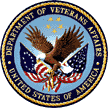 DEPARTMENT OF VETERANS AFFAIRS
UNITED STATES OF AMERICA